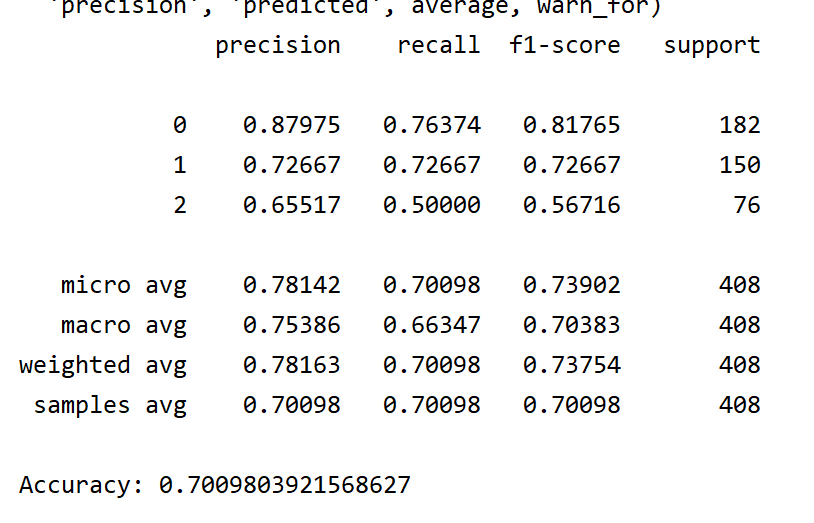 'precision', 'predicted', average, warn_for)
precision recall f1-score support
0 0.87975 0.76374 0.81765 182
1 0.72667 0.72667 0.72667 150
2 0.65517 0.50000 0.56716 76
micro avg 0.78142 0.70098 0.73902 408
macro avg 0.75386 0.66347 0.70383 408
weighted avg 0.78163 0.70098 0.73754 408
samples avg 0.70098 0.70098 0.70098 408
Accuracy: 0.7009803921568627